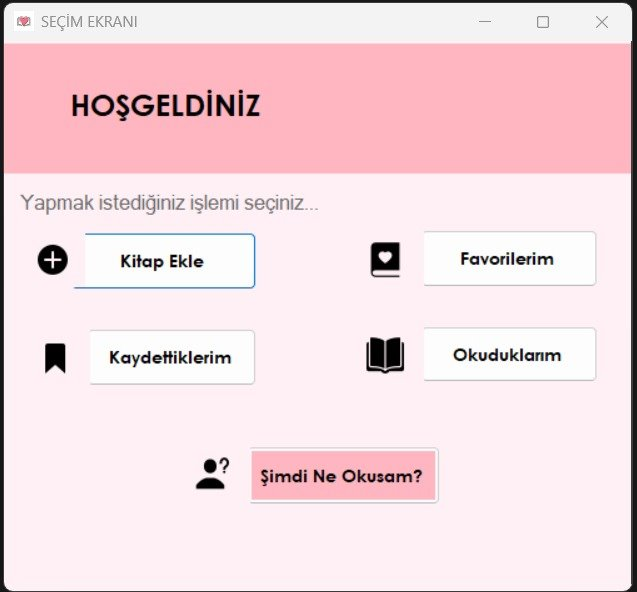 SEÇİM EKRANI
HOŞGELDİNİZ
Yapmak istediğiniz işlemi seçiniz...
Kitap Ekle
Favorilerim
Kaydettiklerim
Okuduklarım
?
Şimdi Ne Okusam?